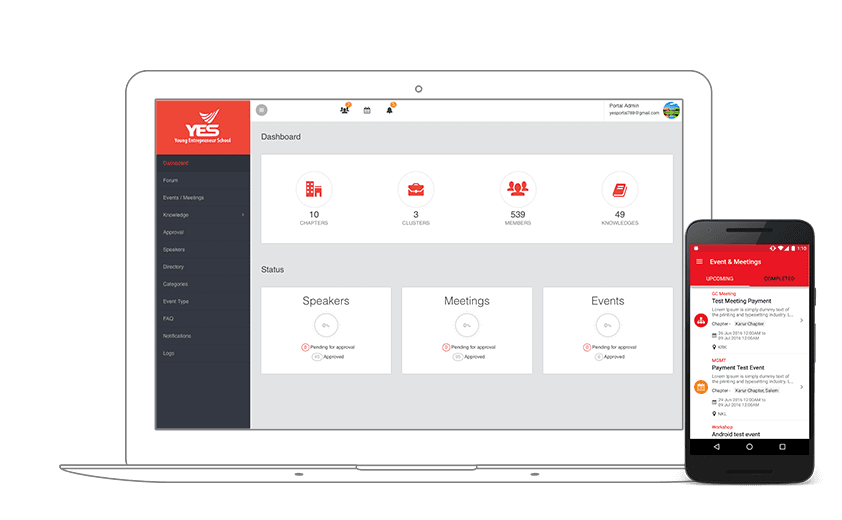 YES
Young Entrepreneur School
Dashboard
Forum
Events / Meetings
Knowledge
Approval
Speakers
Directory
Categories
Event Type
FAQ
Notifications
Logs
Portal Admin
yesportal789@gmail.com
Dashboard
10
CHAPTERS
3
CLUSTERS
539
MEMBERS
49
KNOWLEDGES
Status
Speakers
0%
0 Pending for approval
45 Approved
Meetings
0%
0 Pending for approval
95 Approved
Events
0%
0 Pending for approval
6 Approved
1:10
Event & Meetings
UPCOMING
COMPLETED
GC Meeting
Test Meeting Payment
Lorem Ipsum is simply dummy text of
the printing and typesetting industry. L...
Chapter - Karur Chapter
26 Jun 2016 12:00AM to
09 Jul 2016 12:00AM
KRK
MGMT
Payment Test Event
Lorem Ipsum is simply dummy text of
the printing and typesetting industry. L...
Chapter - Karur Chapter, Salem
26 Jun 2016 12:00AM to
09 Jul 2016 12:00AM
NKL
Workshop
Android test event